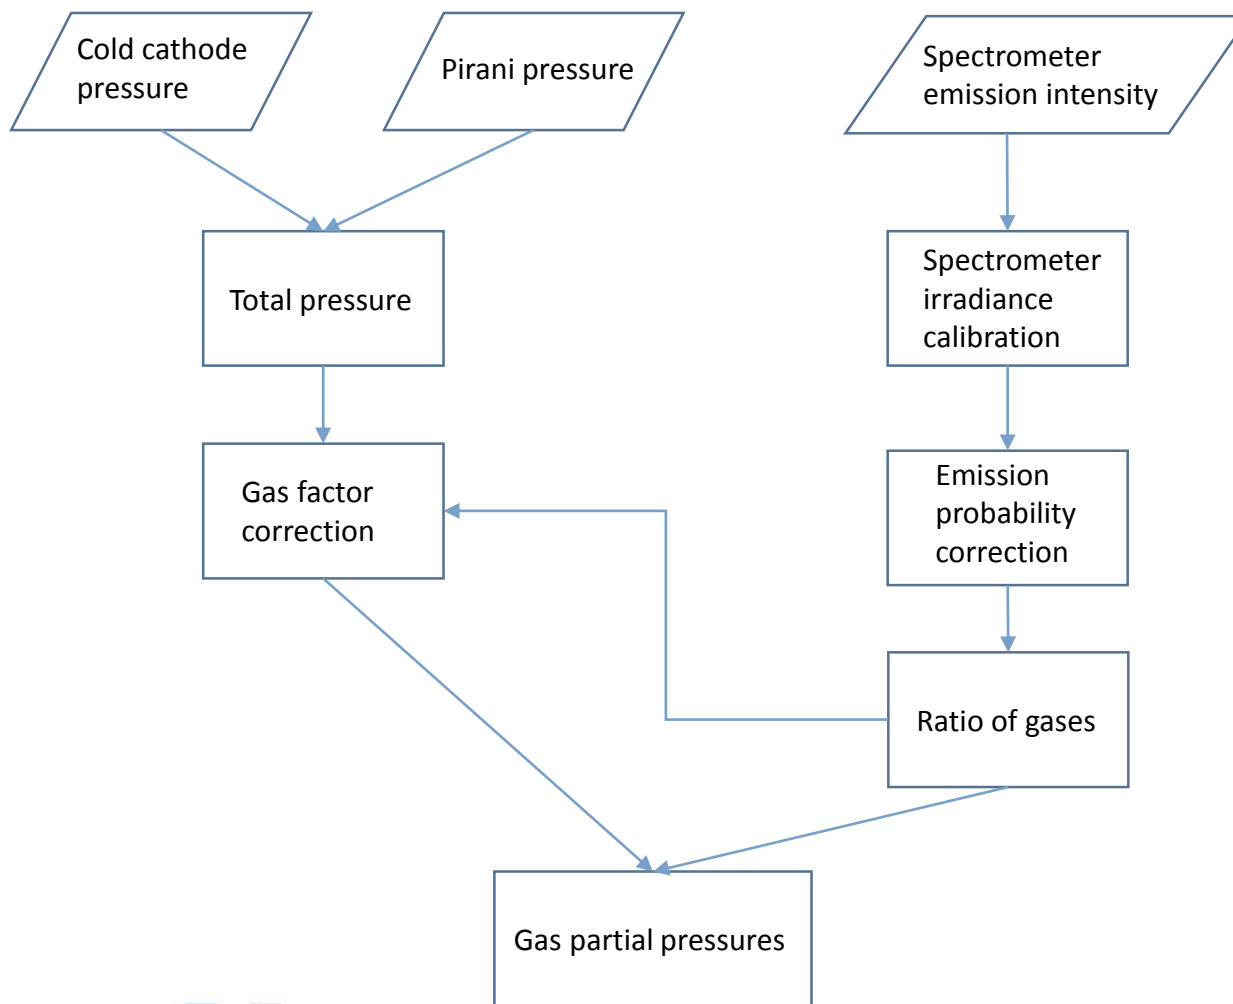 Cold cathode
pressure
Pirani pressure
Spectrometer
emission intensity
Total pressure
Spectrometer
irradiance
calibration
Gas factor
correction
Emission
probability
correction
Ratio of gases
Gas partial pressures